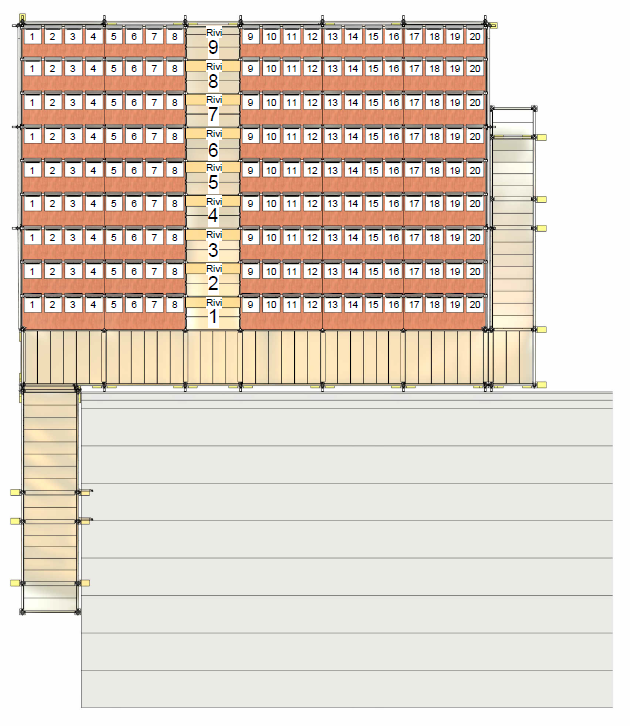 1 2 3 4 5 6 7 8 Rivi 9 9 10 11 12 13 14 15 16 17 18 19 20
1 2 3 4 5 6 7 8 Rivi 8 9 10 11 12 13 14 15 16 17 18 19 20
1 2 3 4 5 6 7 8 Rivi 7 9 10 11 12 13 14 15 16 17 18 19 20
1 2 3 4 5 6 7 8 Rivi 6 9 10 11 12 13 14 15 16 17 18 19 20
1 2 3 4 5 6 7 8 Rivi 5 9 10 11 12 13 14 15 16 17 18 19 20
1 2 3 4 5 6 7 8 Rivi 4 9 10 11 12 13 14 15 16 17 18 19 20
1 2 3 4 5 6 7 8 Rivi 3 9 10 11 12 13 14 15 16 17 18 19 20
1 2 3 4 5 6 7 8 Rivi 2 9 10 11 12 13 14 15 16 17 18 19 20
1 2 3 4 5 6 7 8 Rivi 1 9 10 11 12 13 14 15 16 17 18 19 20